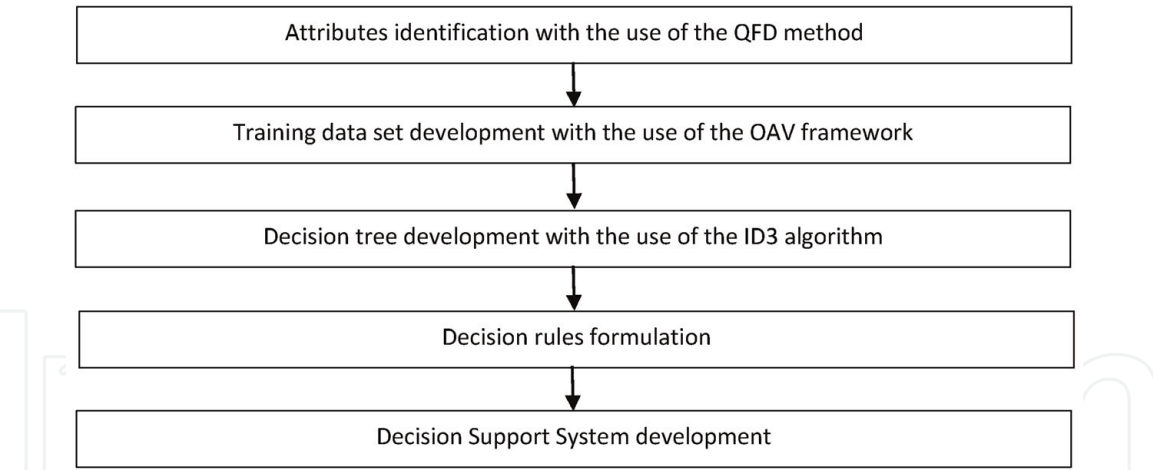 Attributes identification with the use of the QFD method
Training data set development with the use of the OAV framework
Decision tree development with the use of the ID3 algorithm
Decision rules formulation
Decision Support System development